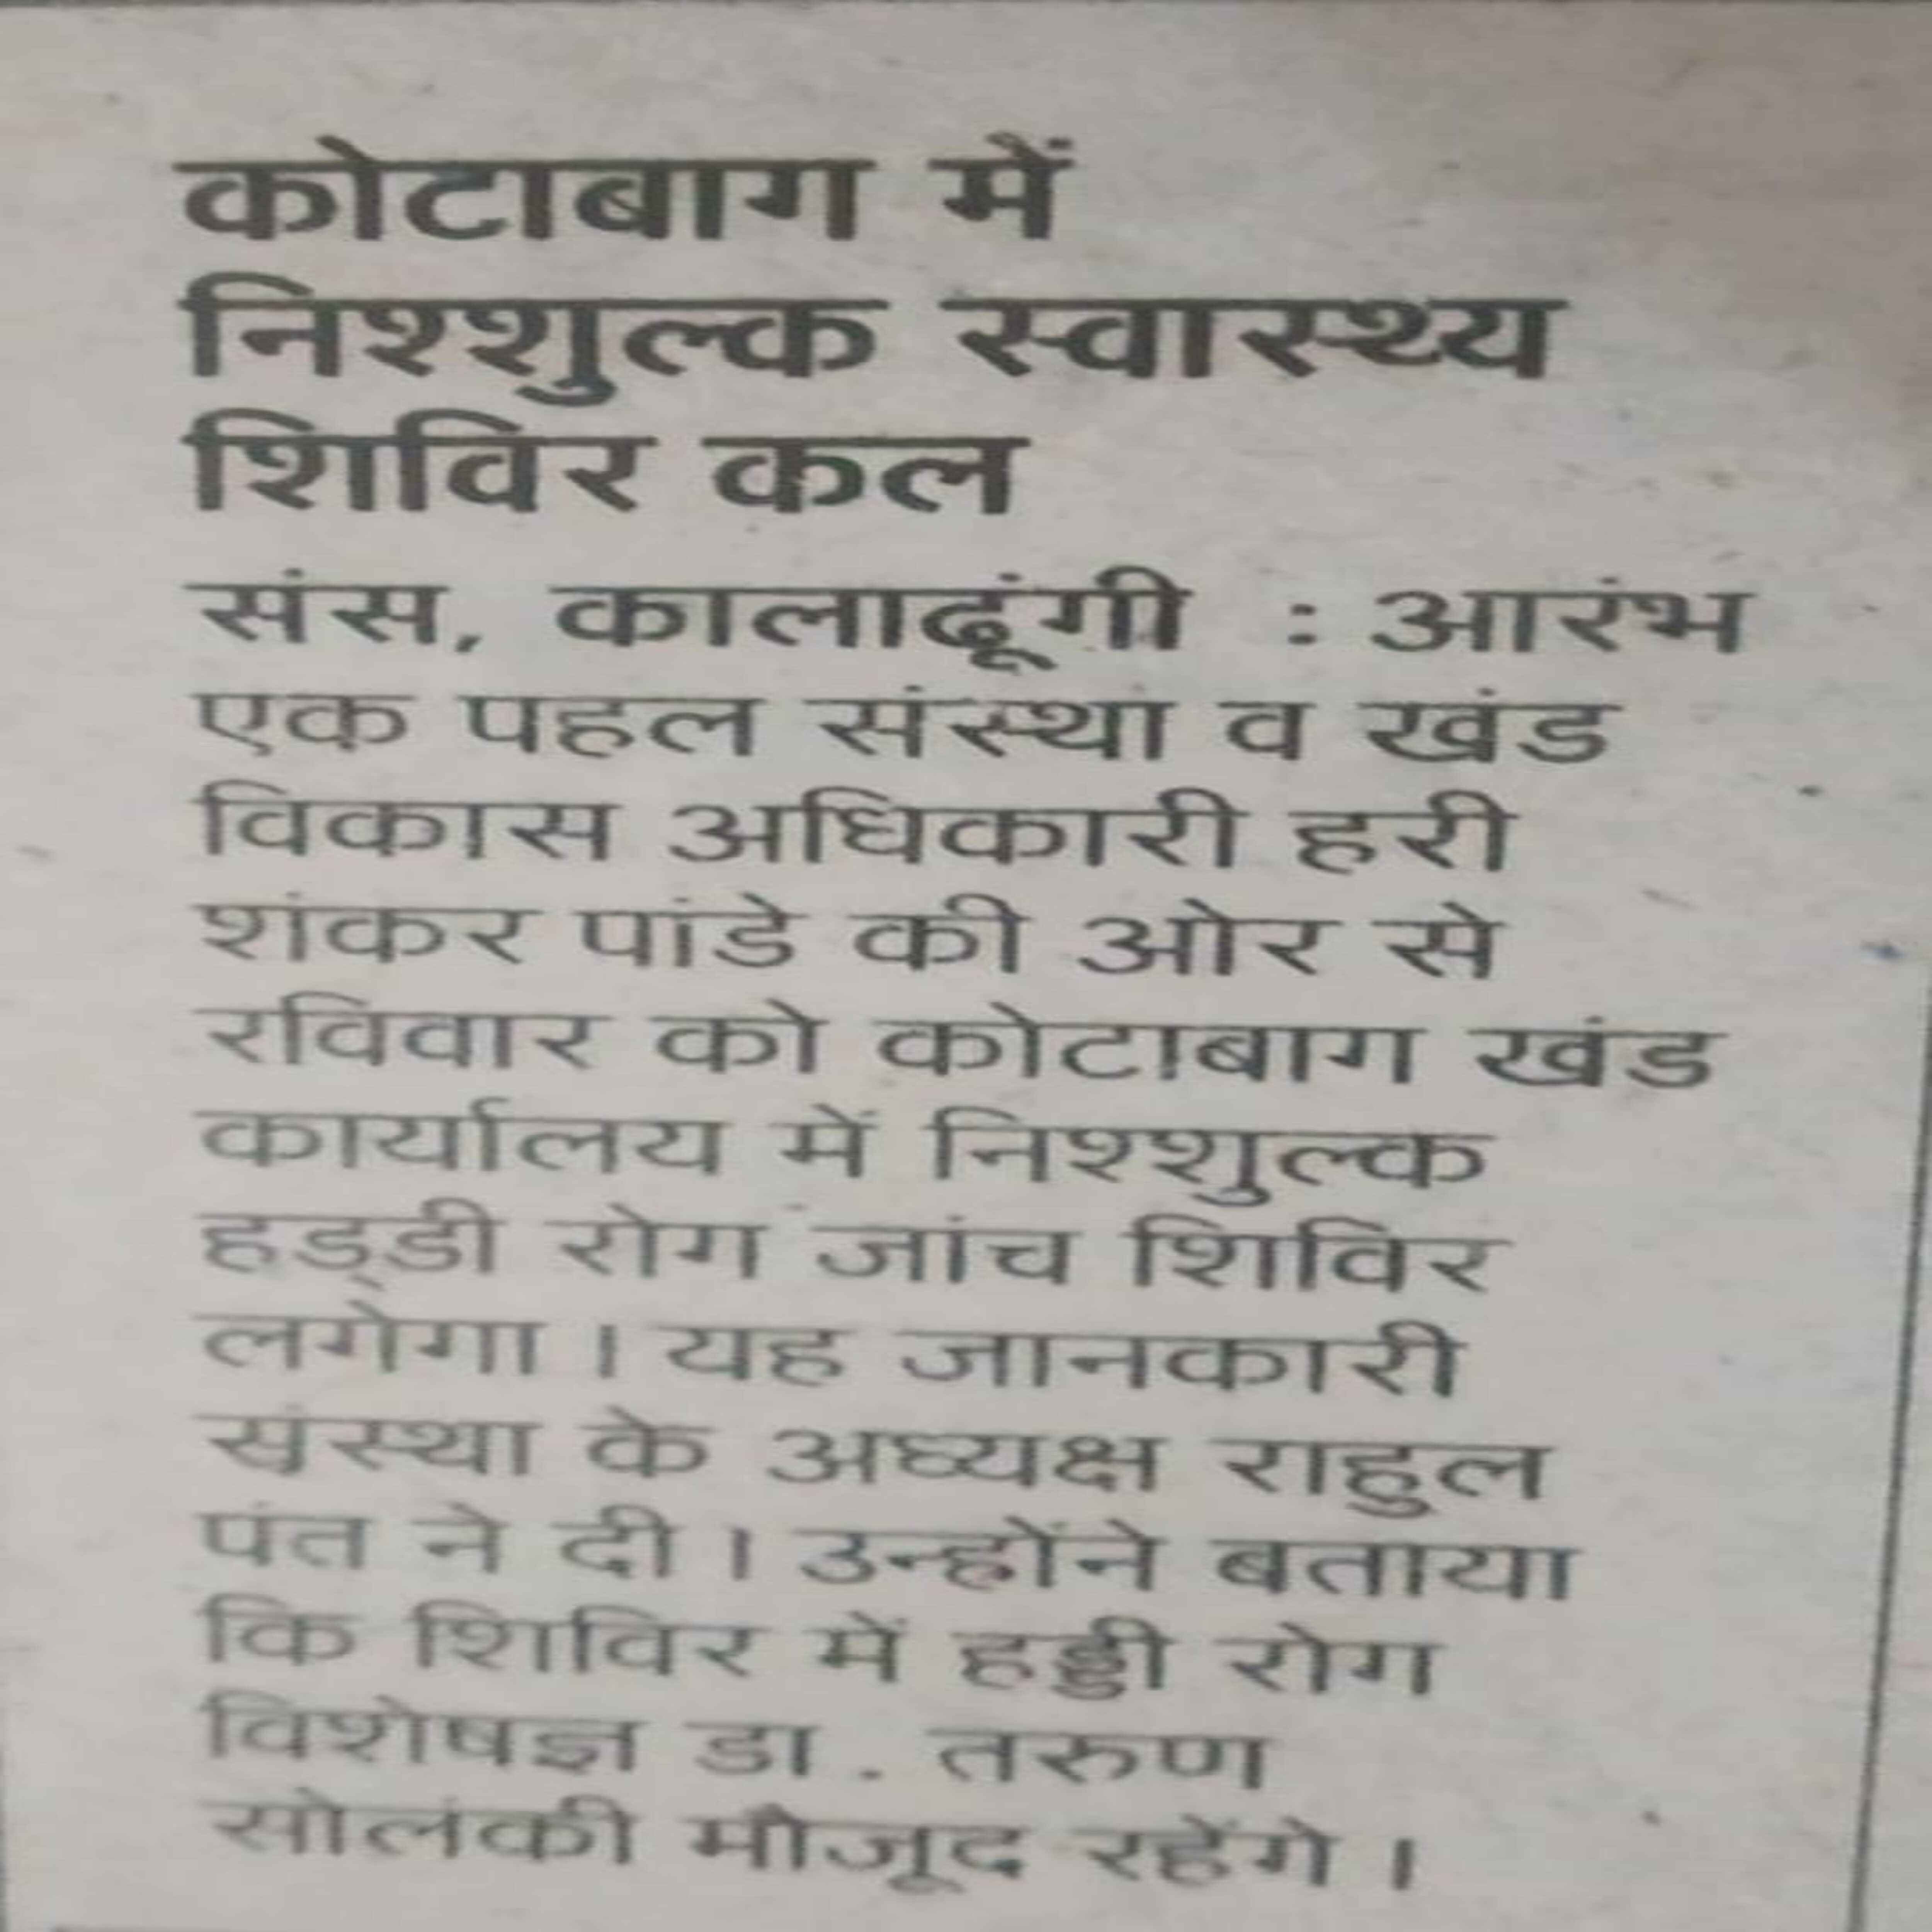 कोटाबाग में
निश्शुल्क स्वास्थ्य
शिविर कल
संस, कालाढूंगी : आरंभ
एक पहल संस्था व खंड
विकास अधिकारी हरी
शंकर पांडे की ओर से
रविवार को कोटाबाग खंड
कार्यालय में निश्शुल्क
हड्‌डी रोग जांच शिविर
लगेगा। यह जानकारी
संस्था के अध्यक्ष राहुल
पंत ने दी। उन्होंने बताया
कि शिविर में हड्डी रोग
विशेषज्ञ डा. तरुण
सोलंकी मौजूद रहेंगे।